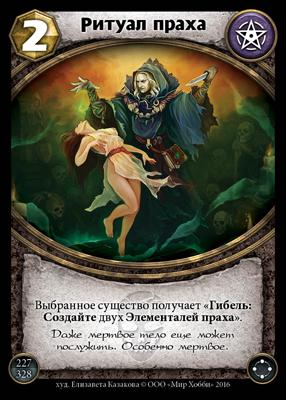 2
Ритуал праха
Выбранное существо получает «Гибель:
Создайте двух Элементалей праха».
Даже мертвое тело еще может
послужить. Особенно мертвое.
227
328
худ. Елизавета Казакова © ООО «Мир Хобби» 2016